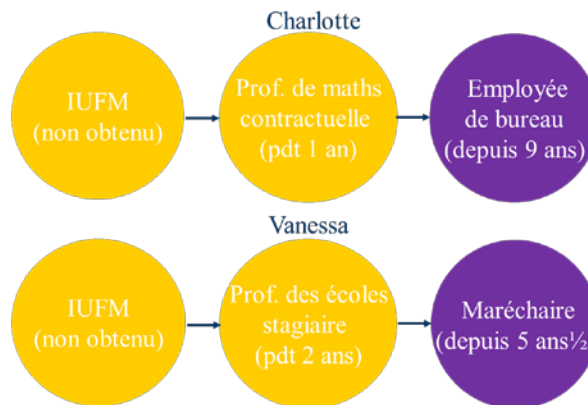 Charlotte
IUFM
(non obtenu)
Prof. de maths
contractuelle
(pdt 1 an)
Employée
de bureau
(depuis 9 ans)
Vanessa
IUFM
(non obtenu)
Prof. des écoles
stagiaire
(pdt 2 ans)
Maréchaire
(depuis 5 ans½)